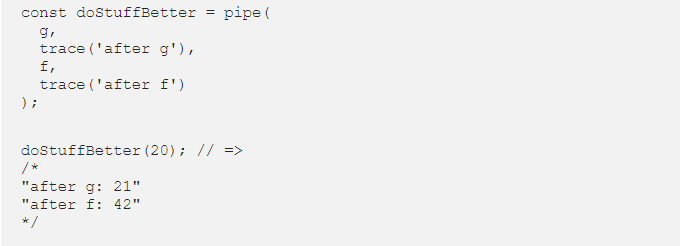 const doStuffBetter = pipe(
  g,
  trace('after g'),
  f,
  trace('after f')
);
doStuffBetter(20); // =>
/*
"after g: 21"
"after f: 42"
*/